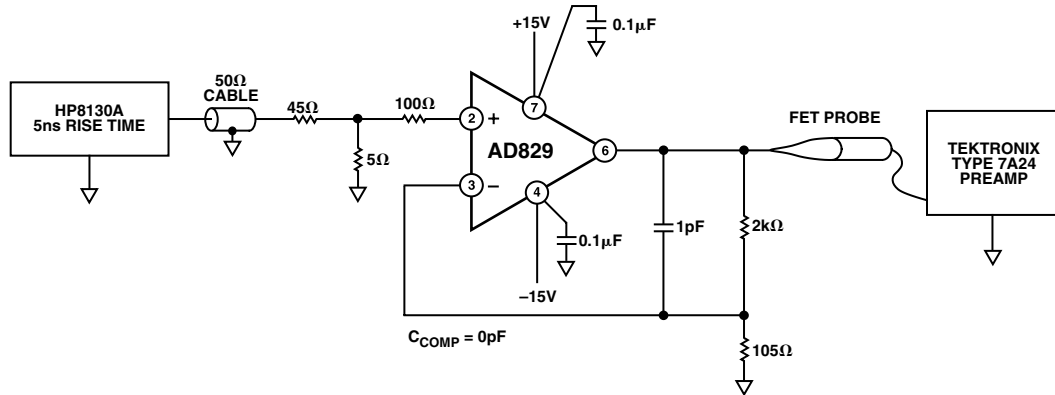 +15V
0.1µF
HP8130A
5ns RISE TIME
50Ω
CABLE
45Ω
5Ω
100Ω
2
+
7
AD829
6
3
–
4
0.1µF
–15V
CCOMP = 0pF
1pF
2kΩ
105Ω
FET PROBE
TEKTRONIX
TYPE 7A24
PREAMP